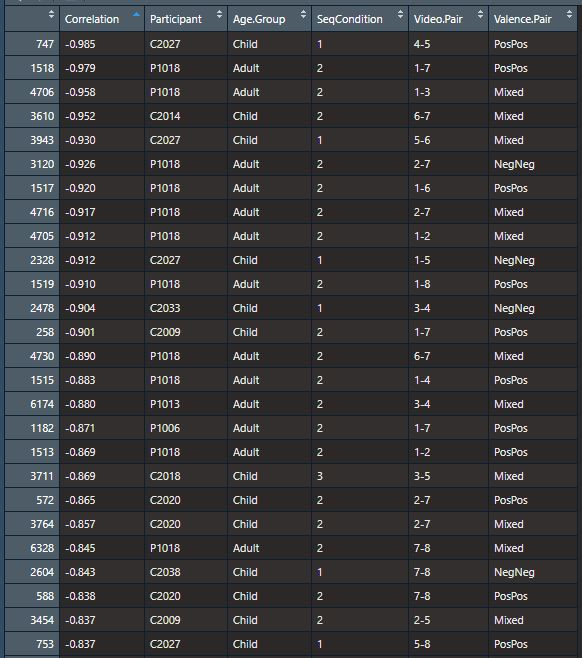 Correlation Participant Age.Group SeqCondition Video.Pair Valence.Pair
747 -0.985 C2027 Child 1 4-5 PosPos
1518 -0.979 P1018 Adult 2 1-7 PosPos
4706 -0.958 P1018 Adult 2 1-3 Mixed
3610 -0.952 C2014 Child 2 6-7 Mixed
3943 -0.930 C2027 Child 1 5-6 Mixed
3120 -0.926 P1018 Adult 2 2-7 NegNeg
1517 -0.920 P1018 Adult 2 1-6 PosPos
4716 -0.917 P1018 Adult 2 2-7 Mixed
4705 -0.912 P1018 Adult 2 1-2 Mixed
2328 -0.912 C2027 Child 1 1-5 NegNeg
1519 -0.910 P1018 Adult 2 1-8 PosPos
2478 -0.904 C2033 Child 1 3-4 NegNeg
258 -0.901 C2009 Child 2 1-7 PosPos
4730 -0.890 P1018 Adult 2 6-7 Mixed
1515 -0.883 P1018 Adult 2 1-4 PosPos
6174 -0.880 P1013 Adult 2 3-4 Mixed
1182 -0.871 P1006 Adult 2 1-7 PosPos
1513 -0.869 P1018 Adult 2 1-2 PosPos
3711 -0.869 C2018 Child 3 3-5 Mixed
572 -0.865 C2020 Child 2 2-7 PosPos
3764 -0.857 C2020 Child 2 2-7 Mixed
6328 -0.845 P1018 Adult 2 7-8 Mixed
2604 -0.843 C2038 Child 1 7-8 NegNeg
588 -0.838 C2020 Child 2 7-8 PosPos
3454 -0.837 C2009 Child 2 2-5 Mixed
753 -0.837 C2027 Child 1 5-8 PosPos